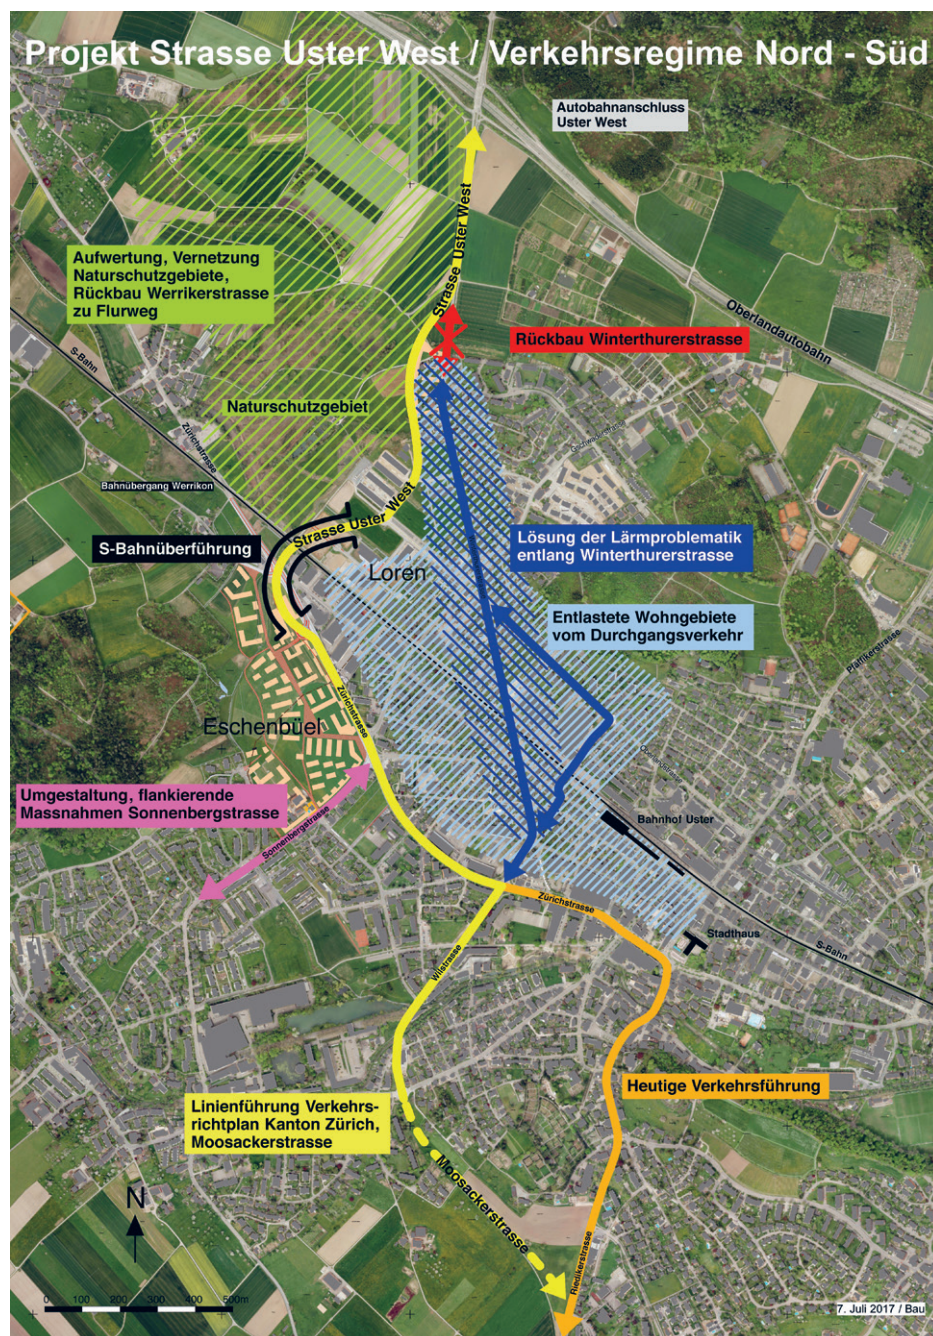 Projekt Strasse Uster West / Verkehrsregime Nord - Süd
Autobahnanschluss
Uster West
Strasse Uster West
Aufwertung, Vernetzung
Naturschutzgebiete,
Rückbau Werrikerstrasse
zu Flurweg
Oberlandautobahn
Rückbau Winterthurerstrasse
S-Bahn
Naturschutzgebiet
Zürichstrasse
Gschwaderstrasse
Bahnübergang Werrikon
Strasse Uster West
S-Bahnüberführung
Lösung der Lärmproblematik
entlang Winterthurerstrasse
Loren
Entlastete Wohngebiete
vom Durchgangsverkehr
Pfäffikerstrasse
Zürichstrasse
Eschenbüel
Umgestaltung, flankierende
Massnahmen Sonnenbergstrasse
Sonnenbergstrasse
Bahnhof Uster
Zürichstrasse
Stadthaus
S-Bahn
Wilstrasse
Heutige Verkehrsführung
Linienführung Verkehrs-
richtplan Kanton Zürich,
Moosackerstrasse
Moosackerstrasse
N
Riedikerstrasse
0 100 200 300 400 500m
7. Juli 2017 / Bau